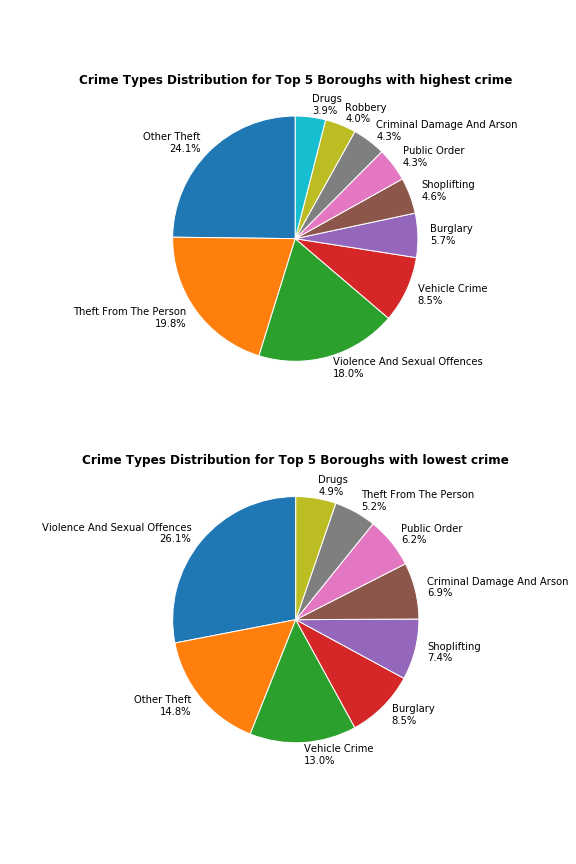 Crime Types Distribution for Top 5 Boroughs with highest crime
Drugs
3.9%
Robbery
4.0%
Criminal Damage And Arson
4.3%
Other Theft
24.1%
Public Order
4.3%
Shoplifting
4.6%
Burglary
5.7%
Vehicle Crime
8.5%
Theft From The Person
19.8%
Violence And Sexual Offences
18.0%
Crime Types Distribution for Top 5 Boroughs with lowest crime
Drugs
4.9%
Theft From The Person
5.2%
Violence And Sexual Offences
26.1%
Public Order
6.2%
Criminal Damage And Arson
6.9%
Shoplifting
7.4%
Other Theft
14.8%
Burglary
8.5%
Vehicle Crime
13.0%